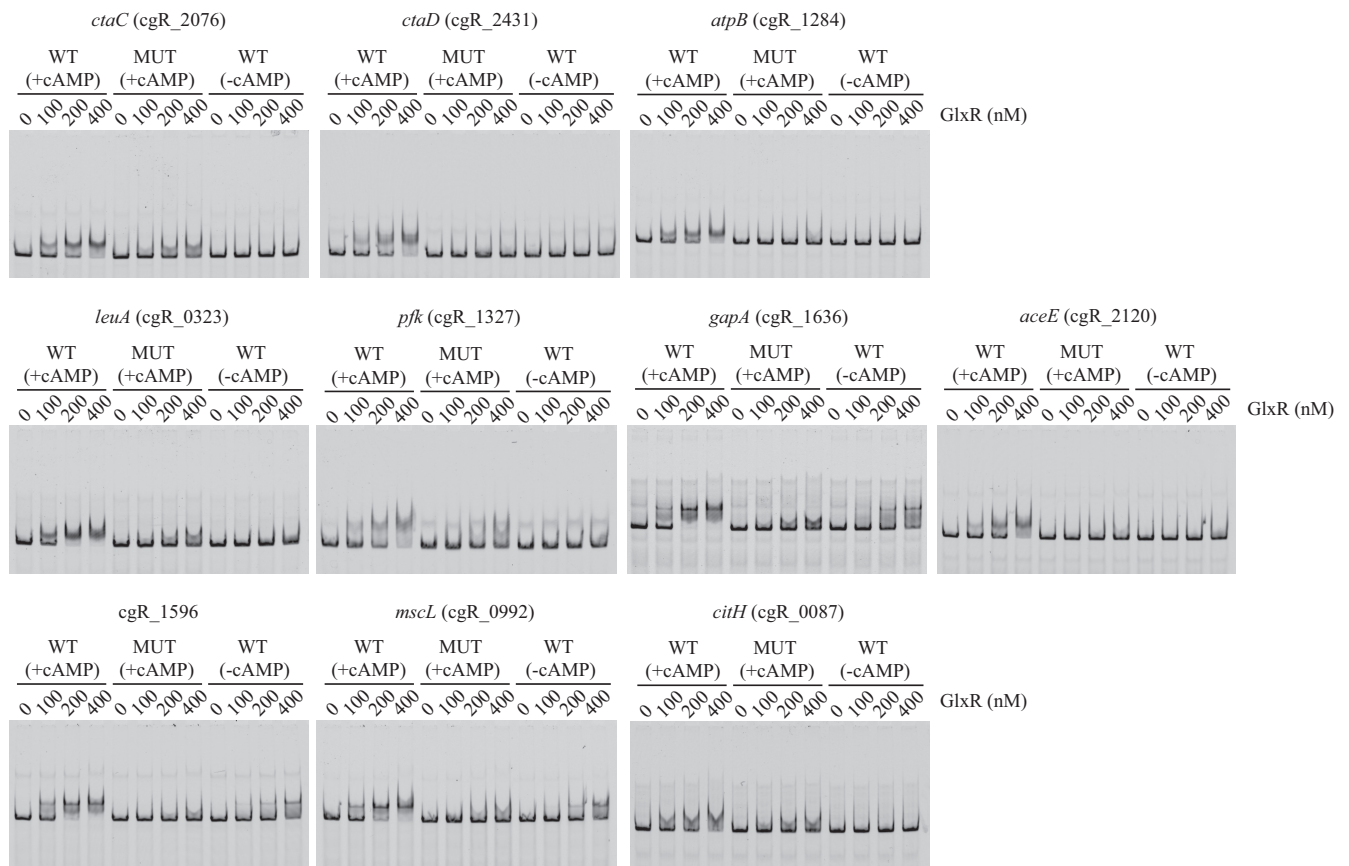 ctaC (cgR_2076) ctaD (cgR_2431) atpB (cgR_1284)
WT MUT WT WT MUT WT WT MUT WT
(+cAMP) (+cAMP) (-cAMP) (+cAMP) (+cAMP) (-cAMP) (+cAMP) (+cAMP) (-cAMP)
0 100 200 400 0 100 200 400 0 100 200 400 0 100 200 400 0 100 200 400 0 100 200 400 0 100 200 400 0 100 200 400 0 100 200 400 GlxR (nM)
leuA (cgR_0323) pfk (cgR_1327) gapA (cgR_1636) aceE (cgR_2120)
WT MUT WT WT MUT WT WT MUT WT WT MUT WT
(+cAMP) (+cAMP) (-cAMP) (+cAMP) (+cAMP) (-cAMP) (+cAMP) (+cAMP) (-cAMP) (+cAMP) (+cAMP) (-cAMP)
0 100 200 400 0 100 200 400 0 100 200 400 0 100 200 400 0 100 200 400 0 100 200 400 0 100 200 400 0 100 200 400 0 100 200 400 0 100 200 400 0 100 200 400 0 100 200 400 GlxR (nM)
cgR_1596 mscL (cgR_0992) citH (cgR_0087)
WT MUT WT WT MUT WT WT MUT WT
(+cAMP) (+cAMP) (-cAMP) (+cAMP) (+cAMP) (-cAMP) (+cAMP) (+cAMP) (-cAMP)
0 100 200 400 0 100 200 400 0 100 200 400 0 100 200 400 0 100 200 400 0 100 200 400 0 100 200 400 0 100 200 400 0 100 200 400 GlxR (nM)